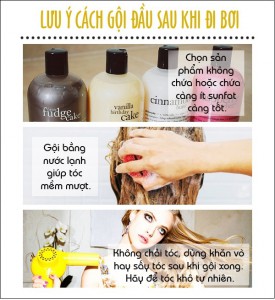 LƯU Ý CÁCH GỘI ĐẦU SAU KHI ĐI BƠI
Chọn sản
phẩm không
chứa hoặc chứa
càng ít sunfat
càng tốt.
fudge
cake
vanilla
birthday
cake
Gội bằng
nước lạnh
giúp tóc
mềm mượt.
Không chải tóc, dùng khăn vò
hay sấy tóc sau khi gội xong.
Hãy để tóc khô tự nhiên.